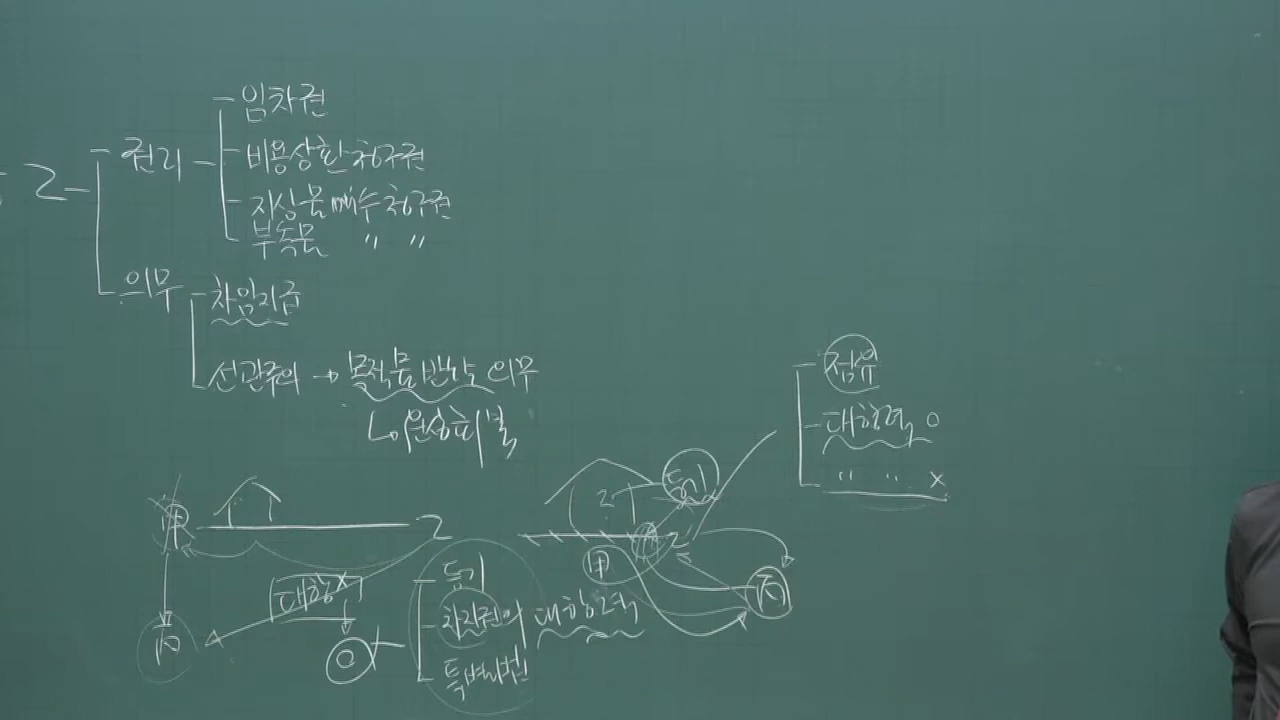 임차권
권리
비용상환청구권
乙
지상물매수청구권
부속물 〃 〃
의무
차임지급
선관주의 → 목적물 반환 의무
원상회복
점유
대항력 ○
〃 〃 ×
甲
乙
乙
등기
乙
甲
丙
대항×
○
등기
차지권의 대항력
특별법
丙